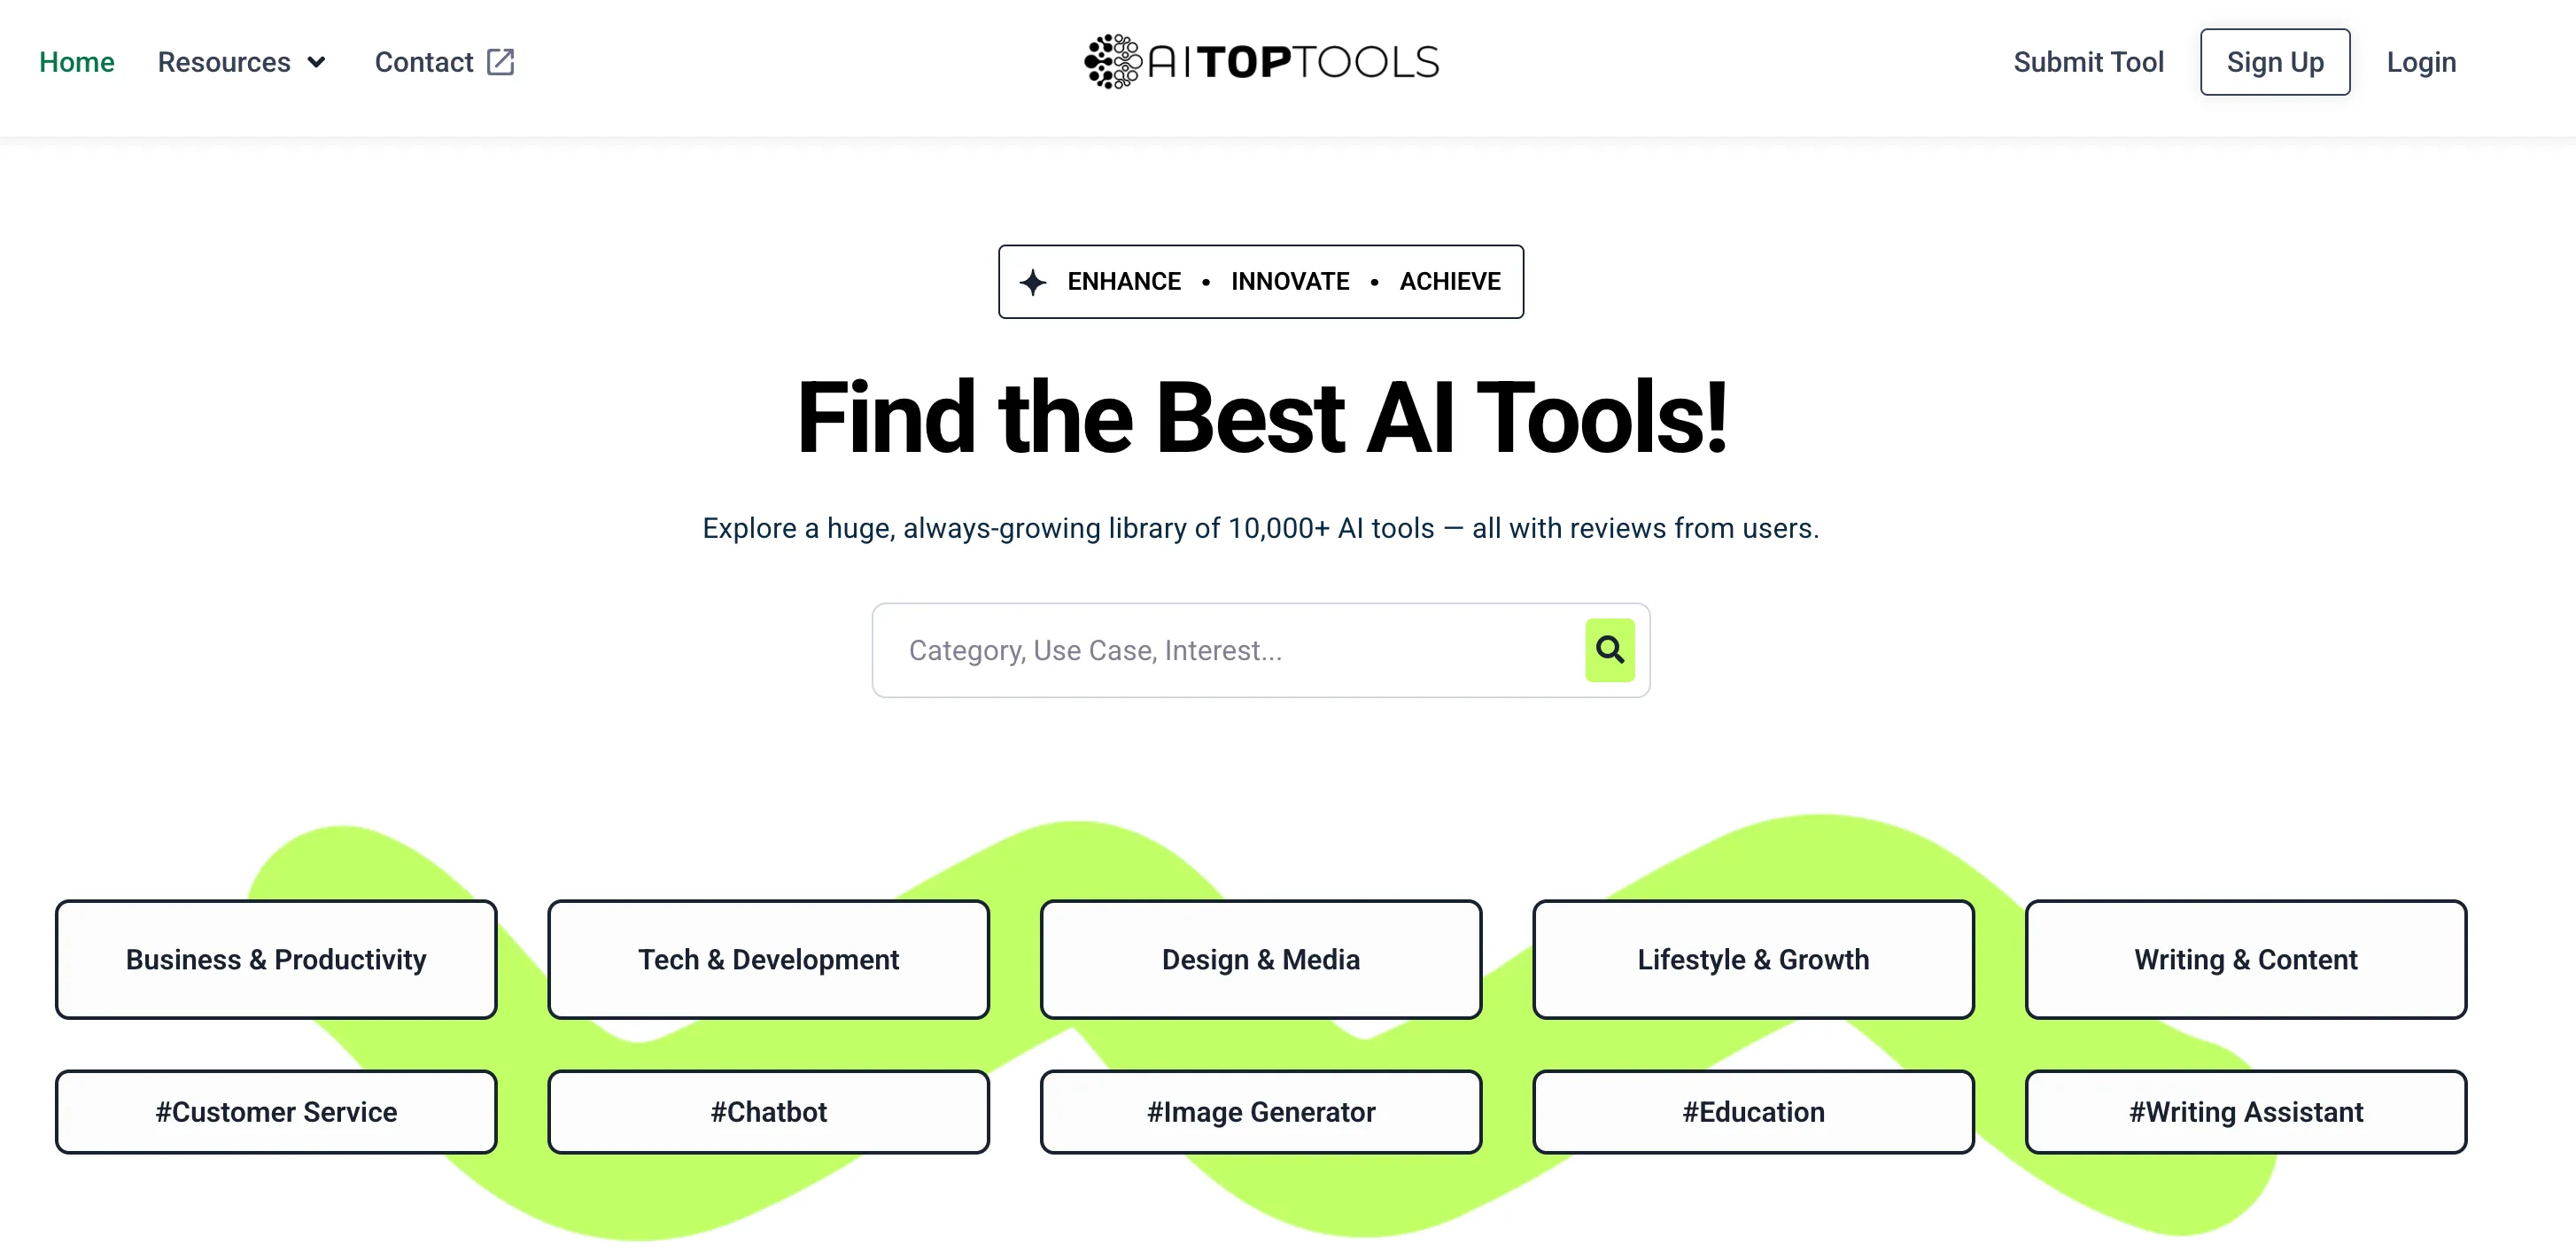 Home Resources Contact AITOPTOOLS Submit Tool Sign Up Login
ENHANCE • INNOVATE • ACHIEVE
Find the Best AI Tools!
Explore a huge, always-growing library of 10,000+ AI tools — all with reviews from users.
Category, Use Case, Interest...
Business & Productivity Tech & Development Design & Media Lifestyle & Growth Writing & Content
#Customer Service #Chatbot #Image Generator #Education #Writing Assistant